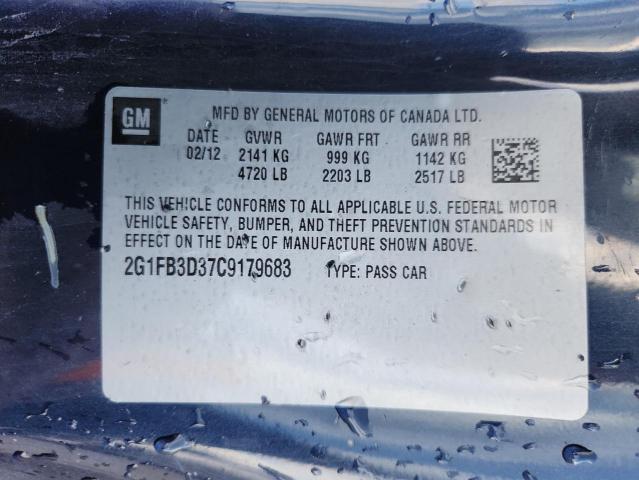 GM
MFD BY GENERAL MOTORS OF CANADA LTD.
DATE GVWR GAWR FRT GAWR RR
02/12 2141 KG 999 KG 1142 KG
4720 LB 2203 LB 2517 LB
THIS VEHICLE CONFORMS TO ALL APPLICABLE U.S. FEDERAL MOTOR
VEHICLE SAFETY, BUMPER, AND THEFT PREVENTION STANDARDS IN
EFFECT ON THE DATE OF MANUFACTURE SHOWN ABOVE.
2G1FB3D37C9179683 TYPE: PASS CAR